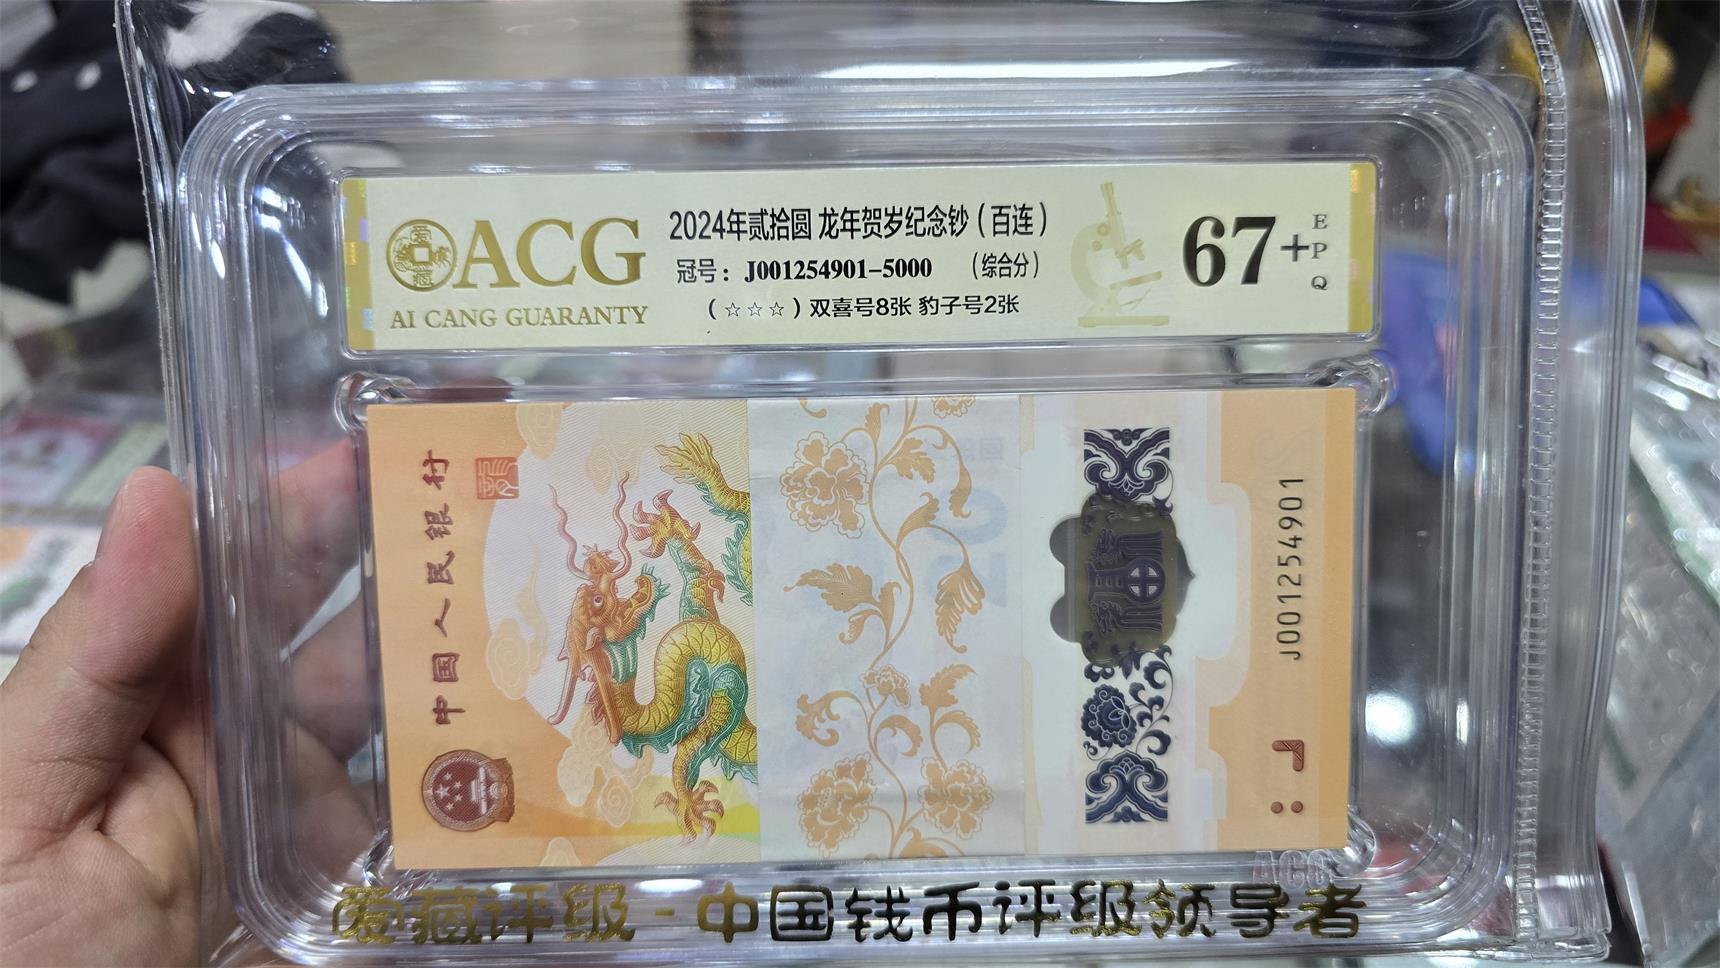 ACG
AI CANG GUARANTY
2024年贰拾圆 龙年贺岁纪念钞(百连)
冠号: J001254901-5000 (综合分)
(☆☆☆)双喜号8张 豹子号2张
67+
EPQ
中国人民银行
J001254901
爱藏评级-中国钱币评级领导者
ACG